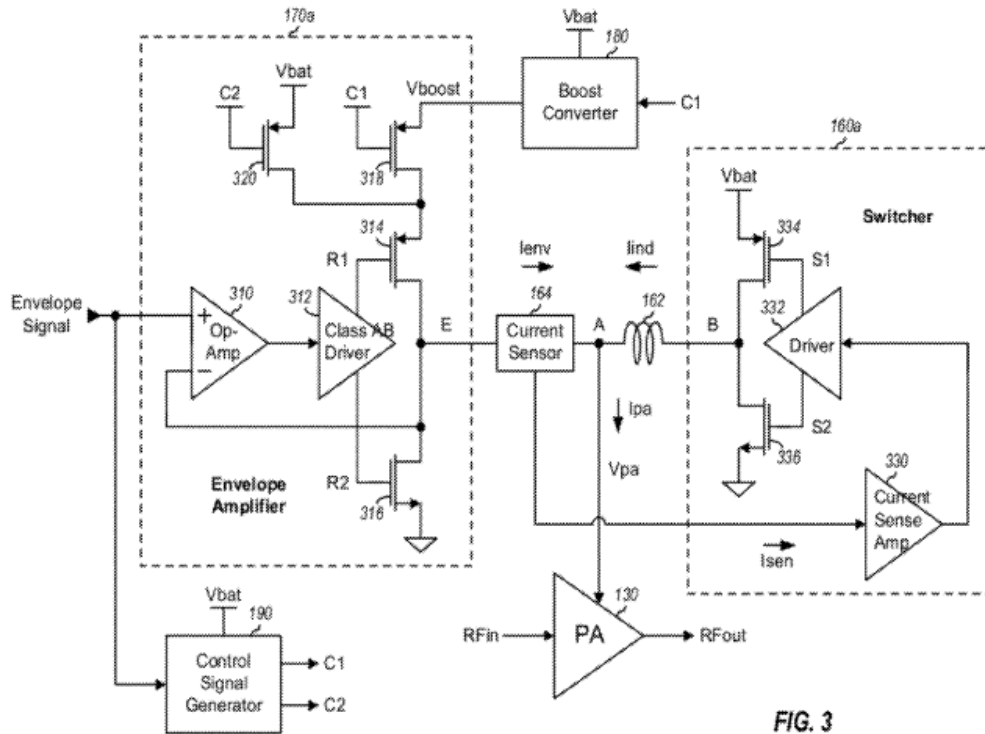 170a
Vbat
180
Vbat
C2
C1
Vboost
Boost
Converter
C1
160a
320
318
Vbat
Switcher
314
334
R1
Ienv
Iind
S1
Envelope
Signal
310
312
164
162
332
+
Op-
Amp
−
Class AB
Driver
E
Current
Sensor
A
B
Driver
Ipa
S2
Vpa
336
330
Envelope
Amplifier
R2
316
Current
Sense
Amp
Isen
Vbat
190
130
Control
Signal
Generator
C1
C2
RFin
PA
RFout
FIG. 3